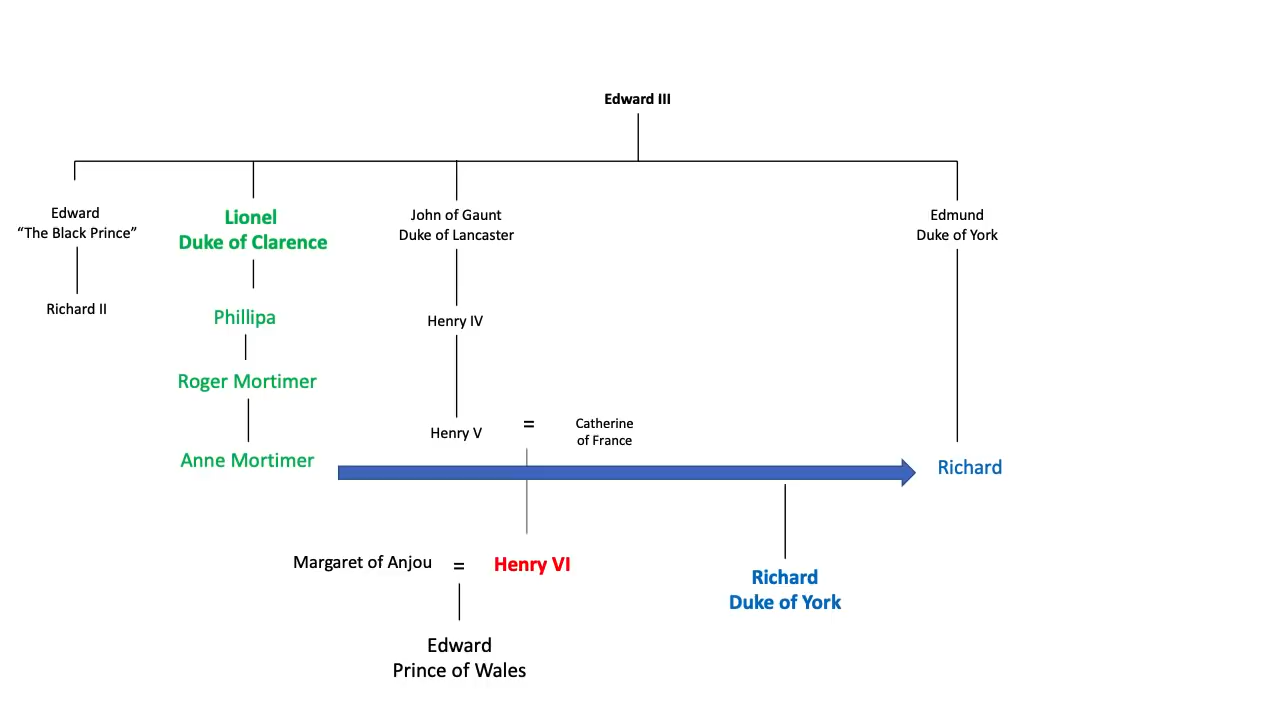 Edward III
Edward
“The Black Prince”
Lionel
Duke of Clarence
John of Gaunt
Duke of Lancaster
Edmund
Duke of York
Richard II
Phillipa
Henry IV
Roger Mortimer
Henry V
=
Catherine
of France
Anne Mortimer
Richard
Margaret of Anjou
=
Henry VI
Richard
Duke of York
Edward
Prince of Wales